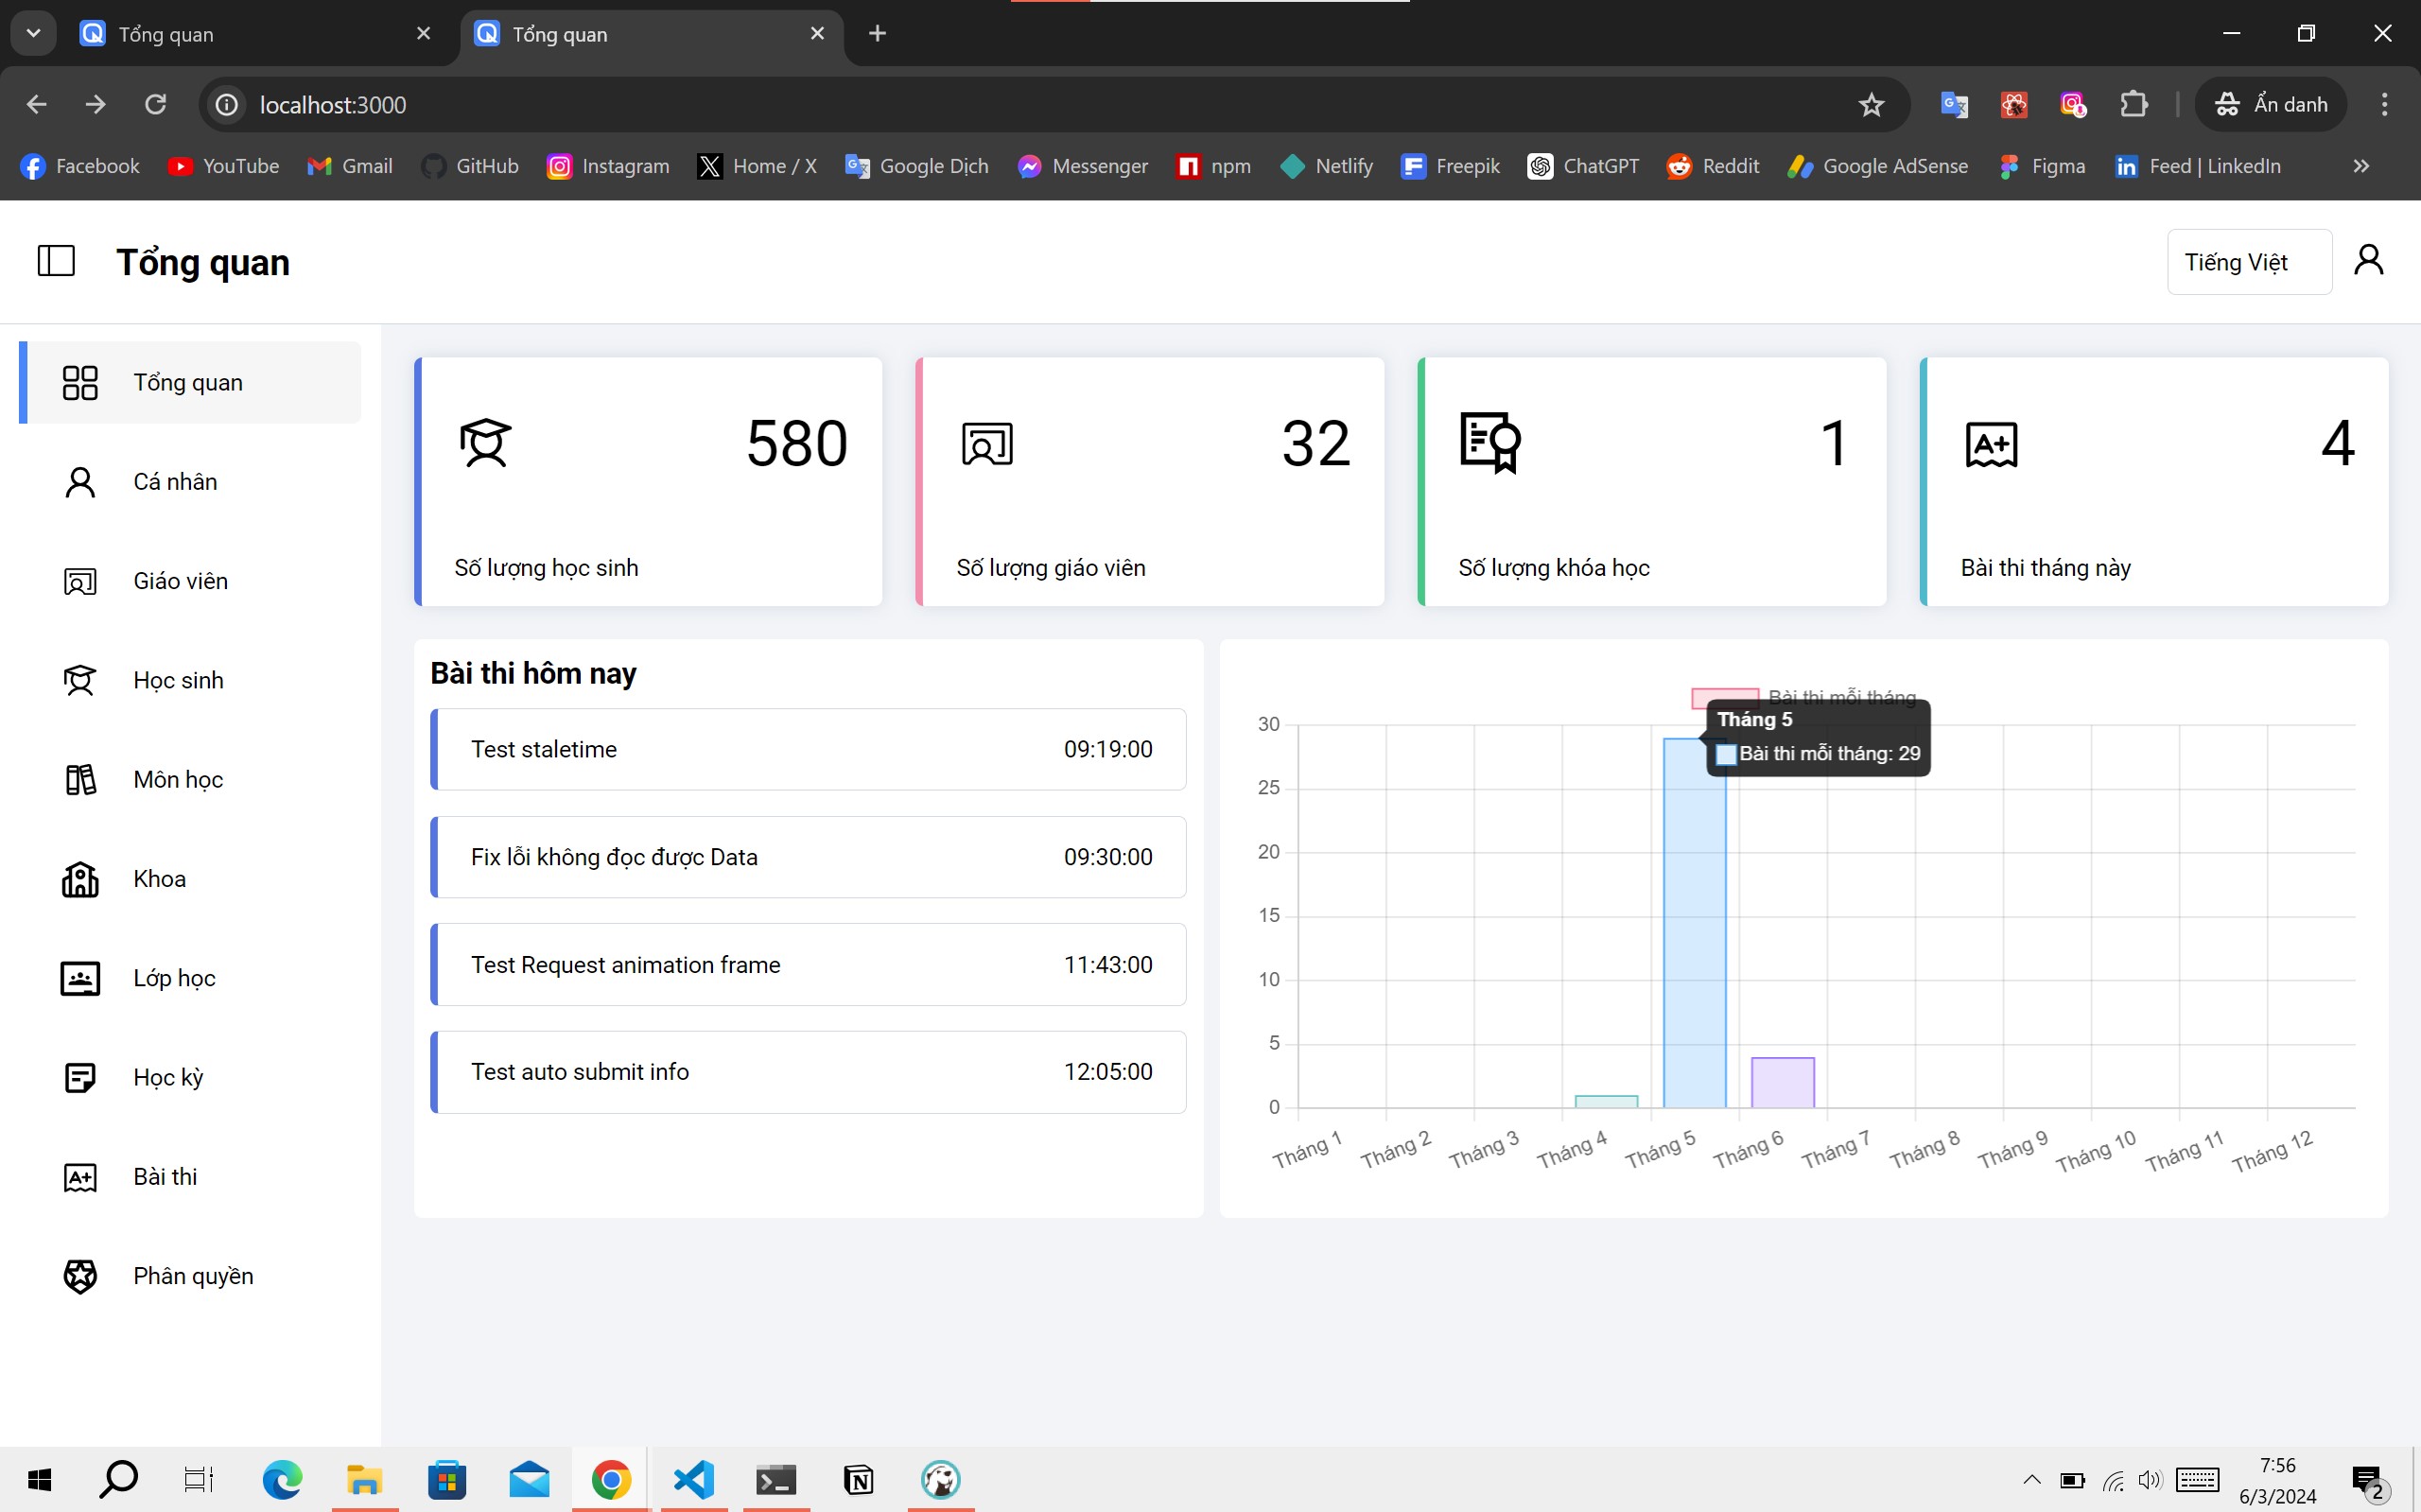 Tổng quan
Tổng quan
localhost:3000
Ẩn danh
Facebook
YouTube
Gmail
GitHub
Instagram
Home / X
Google Dịch
Messenger
npm
Netlify
Freepik
ChatGPT
Reddit
Google AdSense
Figma
Feed | LinkedIn
Tổng quan
Tiếng Việt
Tổng quan
Cá nhân
Giáo viên
Học sinh
Môn học
Khoa
Lớp học
Học kỳ
Bài thi
Phân quyền
580
Số lượng học sinh
32
Số lượng giáo viên
1
Số lượng khóa học
A+
4
Bài thi tháng này
Bài thi hôm nay
Test staletime 09:19:00
Fix lỗi không đọc được Data 09:30:00
Test Request animation frame 11:43:00
Test auto submit info 12:05:00
Bài thi mỗi tháng
Tháng 5
Bài thi mỗi tháng: 29
30
25
20
15
10
5
0
Tháng 1
Tháng 2
Tháng 3
Tháng 4
Tháng 5
Tháng 6
Tháng 7
Tháng 8
Tháng 9
Tháng 10
Tháng 11
Tháng 12
7:56
6/3/2024
2